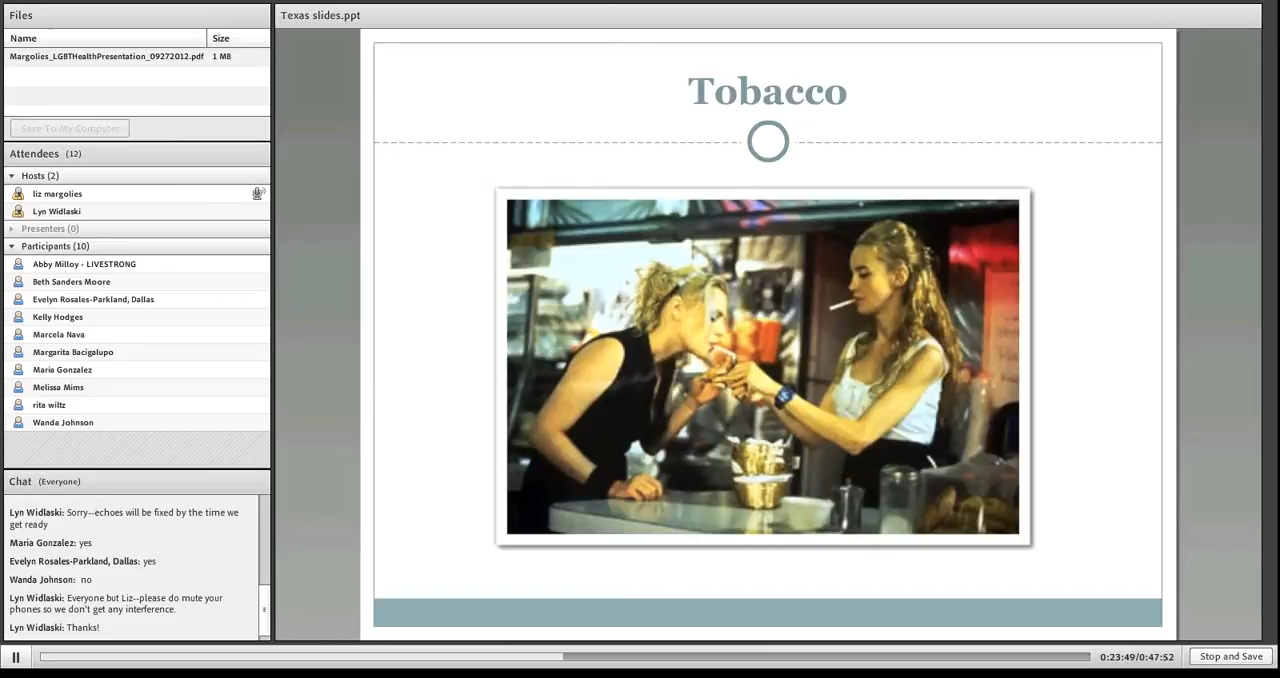 Files
Name Size
Margolies_LGBTHealthPresentation_09272012.pdf 1 MB
Save To My Computer
Attendees (12)
Hosts (2)
liz margolies
Lyn Widlaski
Presenters (0)
Participants (10)
Abby Milloy - LIVESTRONG
Beth Sanders Moore
Evelyn Rosales-Parkland, Dallas
Kelly Hodges
Marcela Nava
Margarita Bacigalupo
Maria Gonzalez
Melissa Mims
rita wiltz
Wanda Johnson
Chat (Everyone)
Lyn Widlaski: Sorry--echoes will be fixed by the time we
get ready
Maria Gonzalez: yes
Evelyn Rosales-Parkland, Dallas: yes
Wanda Johnson: no
Lyn Widlaski: Everyone but Liz--please do mute your
phones so we don't get any interference.
Lyn Widlaski: Thanks!
Texas slides.ppt
Tobacco
0:23:49/0:47:52
Stop and Save